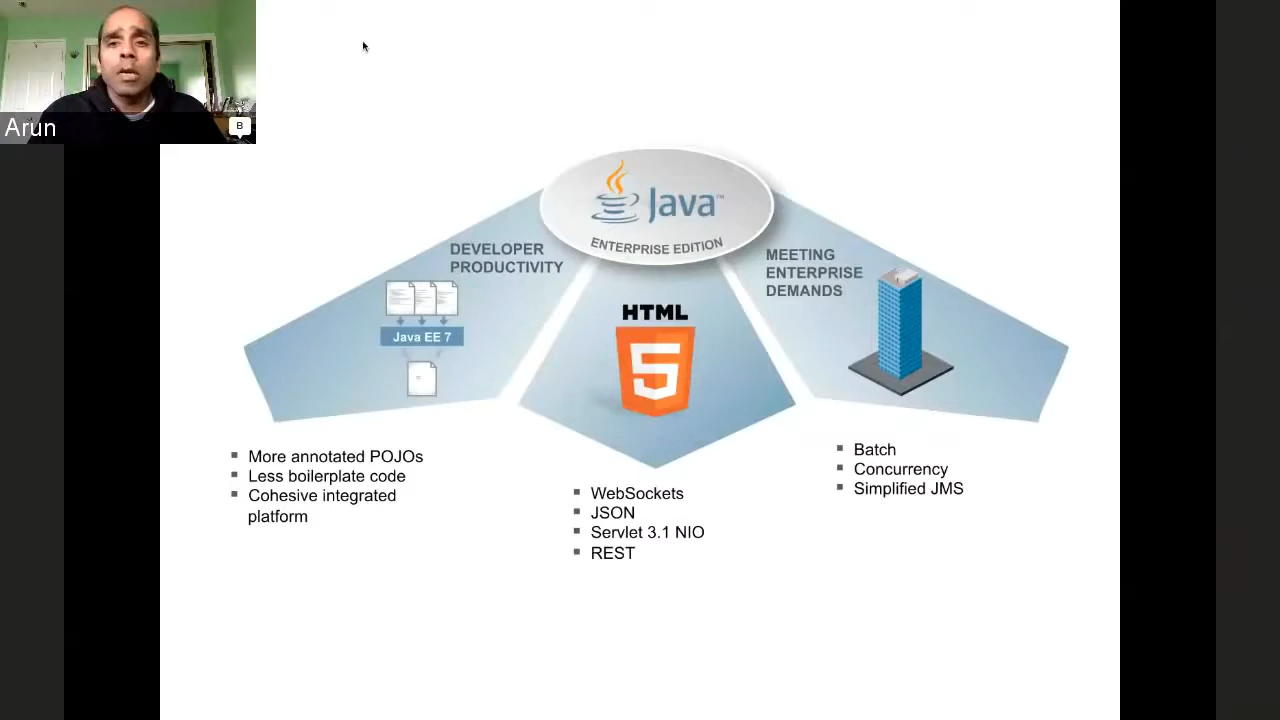 Arun
B
Java™
ENTERPRISE EDITION
DEVELOPER
PRODUCTIVITY
Java EE 7
HTML
5
MEETING
ENTERPRISE
DEMANDS
▪ More annotated POJOs
▪ Less boilerplate code
▪ Cohesive integrated
platform
▪ WebSockets
▪ JSON
▪ Servlet 3.1 NIO
▪ REST
▪ Batch
▪ Concurrency
▪ Simplified JMS